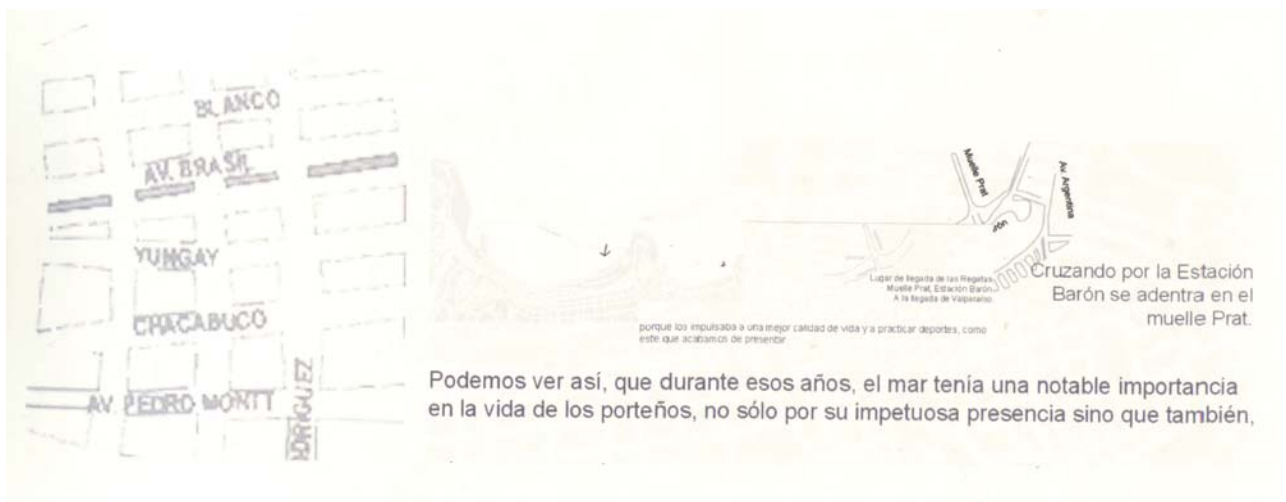 BLANCO
AV. BRASIL
YUNGAY
CHACABUCO
AV. PEDRO MONTT
RODRIGUEZ
Muelle Prat
Av. Argentina
Lugar de llegada de las Regatas
Muelle Prat, Estación Barón
A la llegada de Valparaíso
Cruzando por la Estación
Barón se adentra en el
muelle Prat.
porque los impulsaba a una mejor calidad de vida y a practicar deportes, como
este que acabamos de presentir
Podemos ver así, que durante esos años, el mar tenía una notable importancia
en la vida de los porteños, no sólo por su impetuosa presencia sino que también,